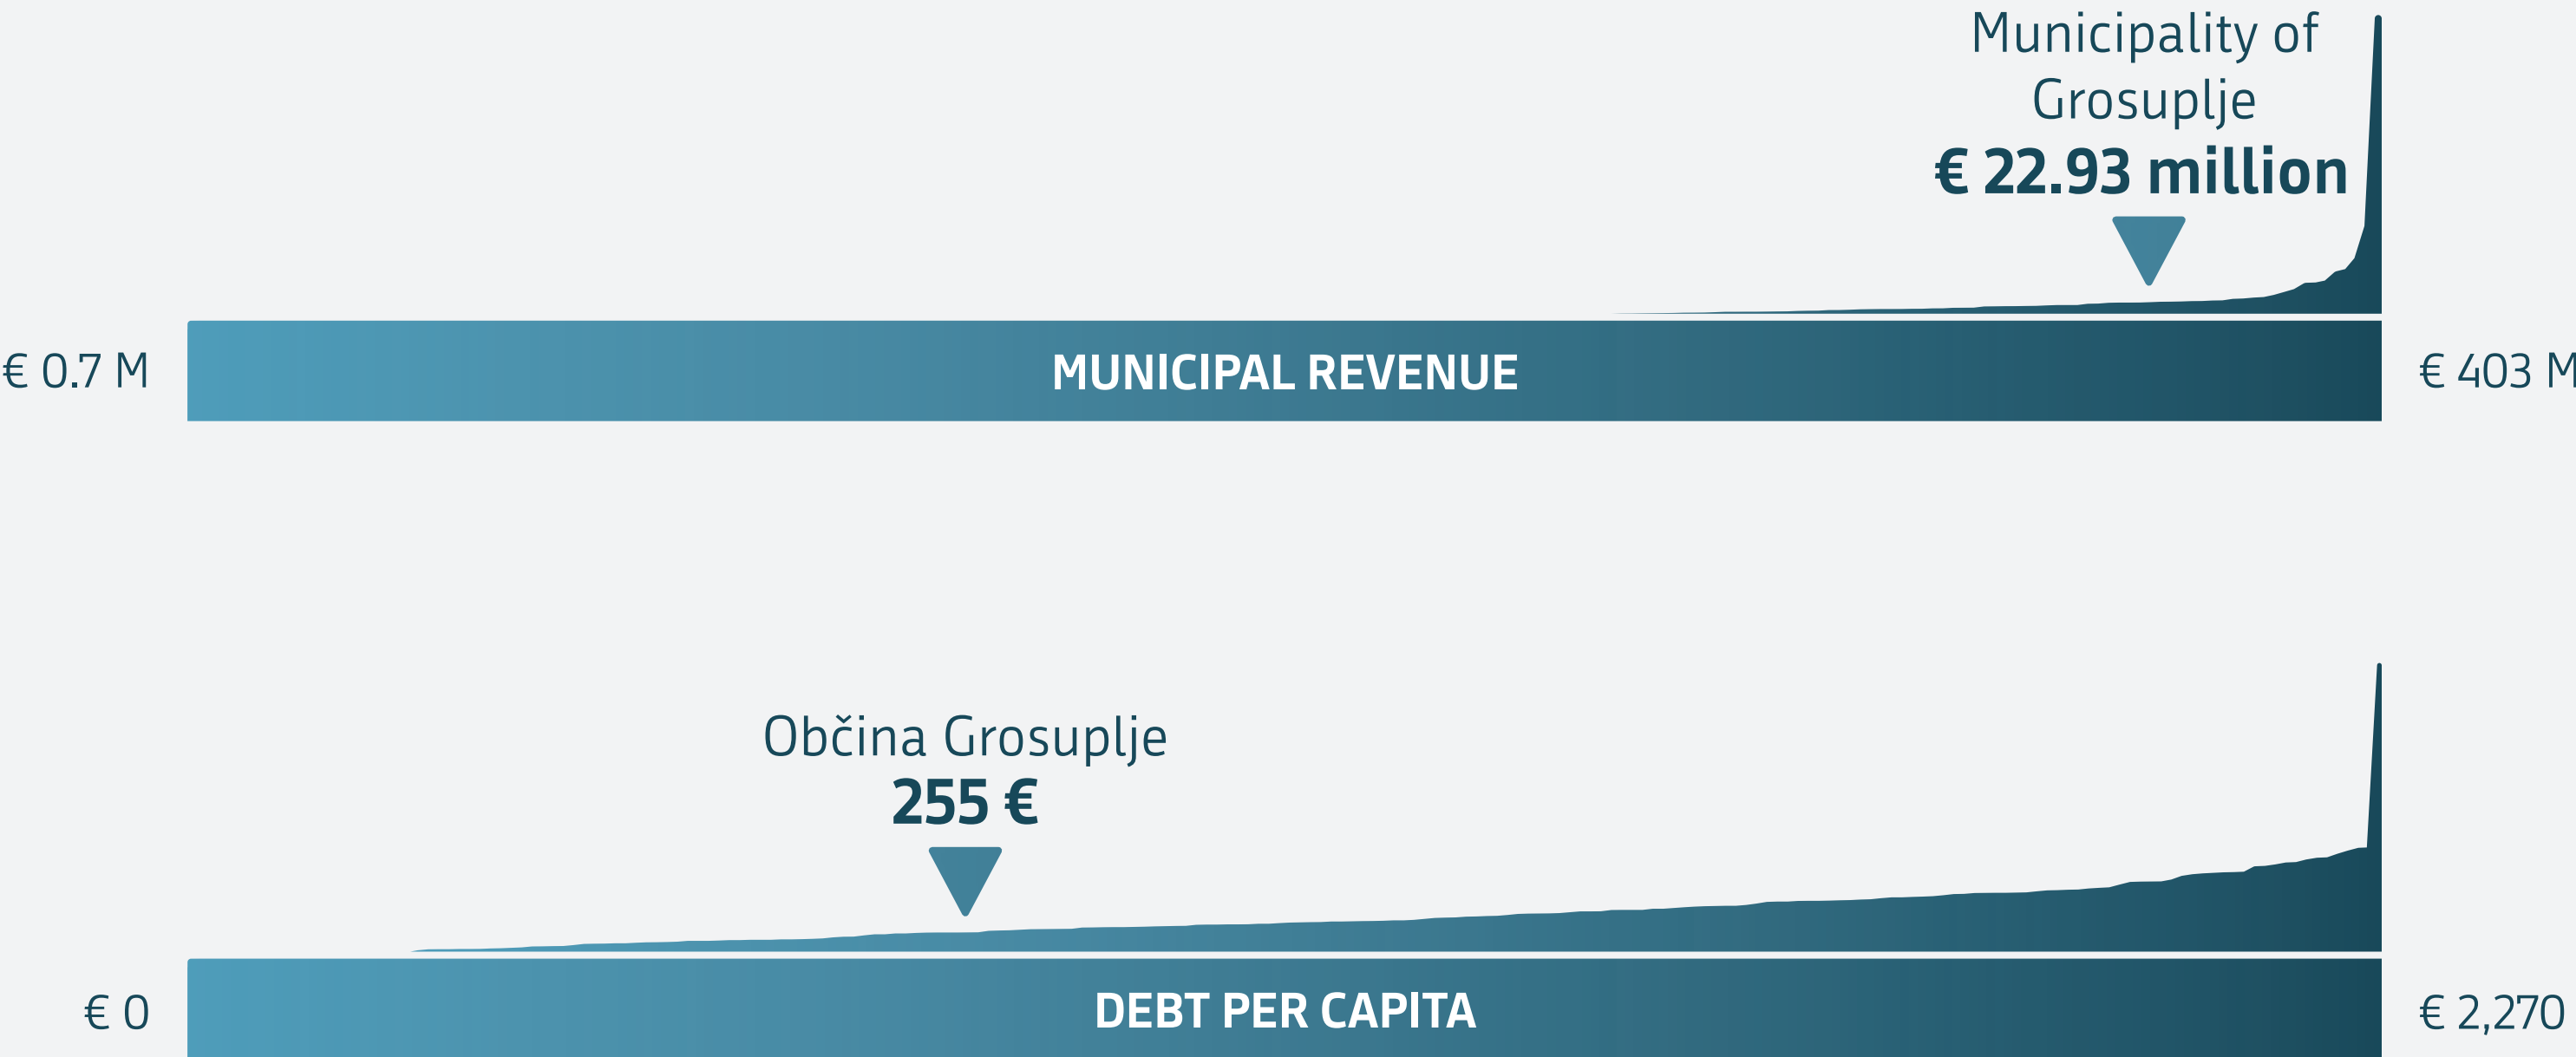 Municipality of
Grosuplje
€ 22.93 million
€ 0.7 M
MUNICIPAL REVENUE
€ 403 M
Občina Grosuplje
255 €
€ 0
DEBT PER CAPITA
€ 2,270